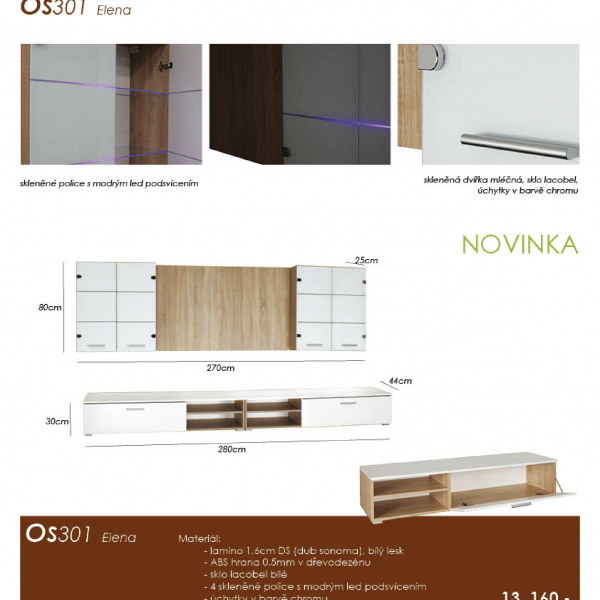 Os301 Elena
skleněné police s modrým led podsvícením
skleněná dvířka mléčná, sklo lacobel,
úchytky v barvě chromu
NOVINKA
25cm
80cm
270cm
44cm
30cm
280cm
Os301 Elena
Materiál:
- lamino 1,6cm DS (dub sonoma), bílý lesk
- ABS hrana 0,5mm v dřevodezénu
- sklo lacobel bílé
- 4 skleněné police s modrým led podsvícením
- úchytky v barvě chromu
13 160,-